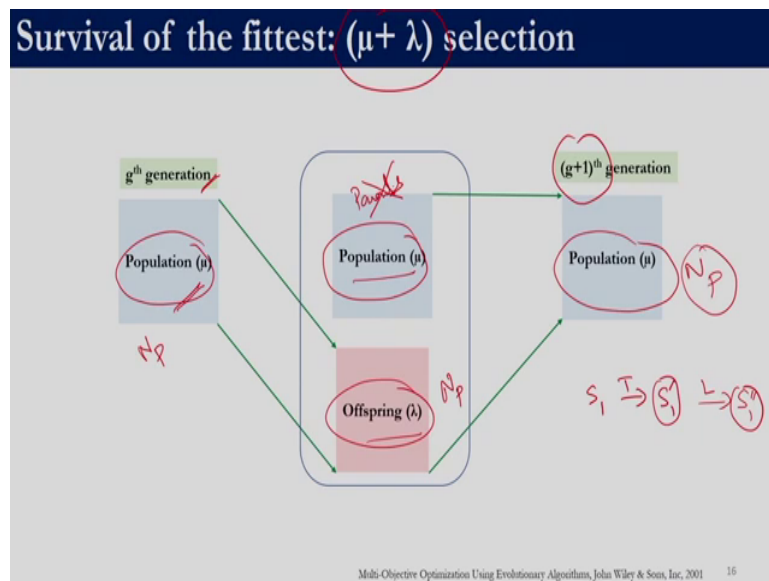 Survival of the fittest: (μ+ λ) selection
gth generation
(g+1)th generation
Population (μ)
Population (μ)
Population (μ)
Np
Np
Np
Offspring (λ)
S1 T→ S1' L→ S1''
Multi-Objective Optimization Using Evolutionary Algorithms, John Wiley & Sons, Inc, 2001 16